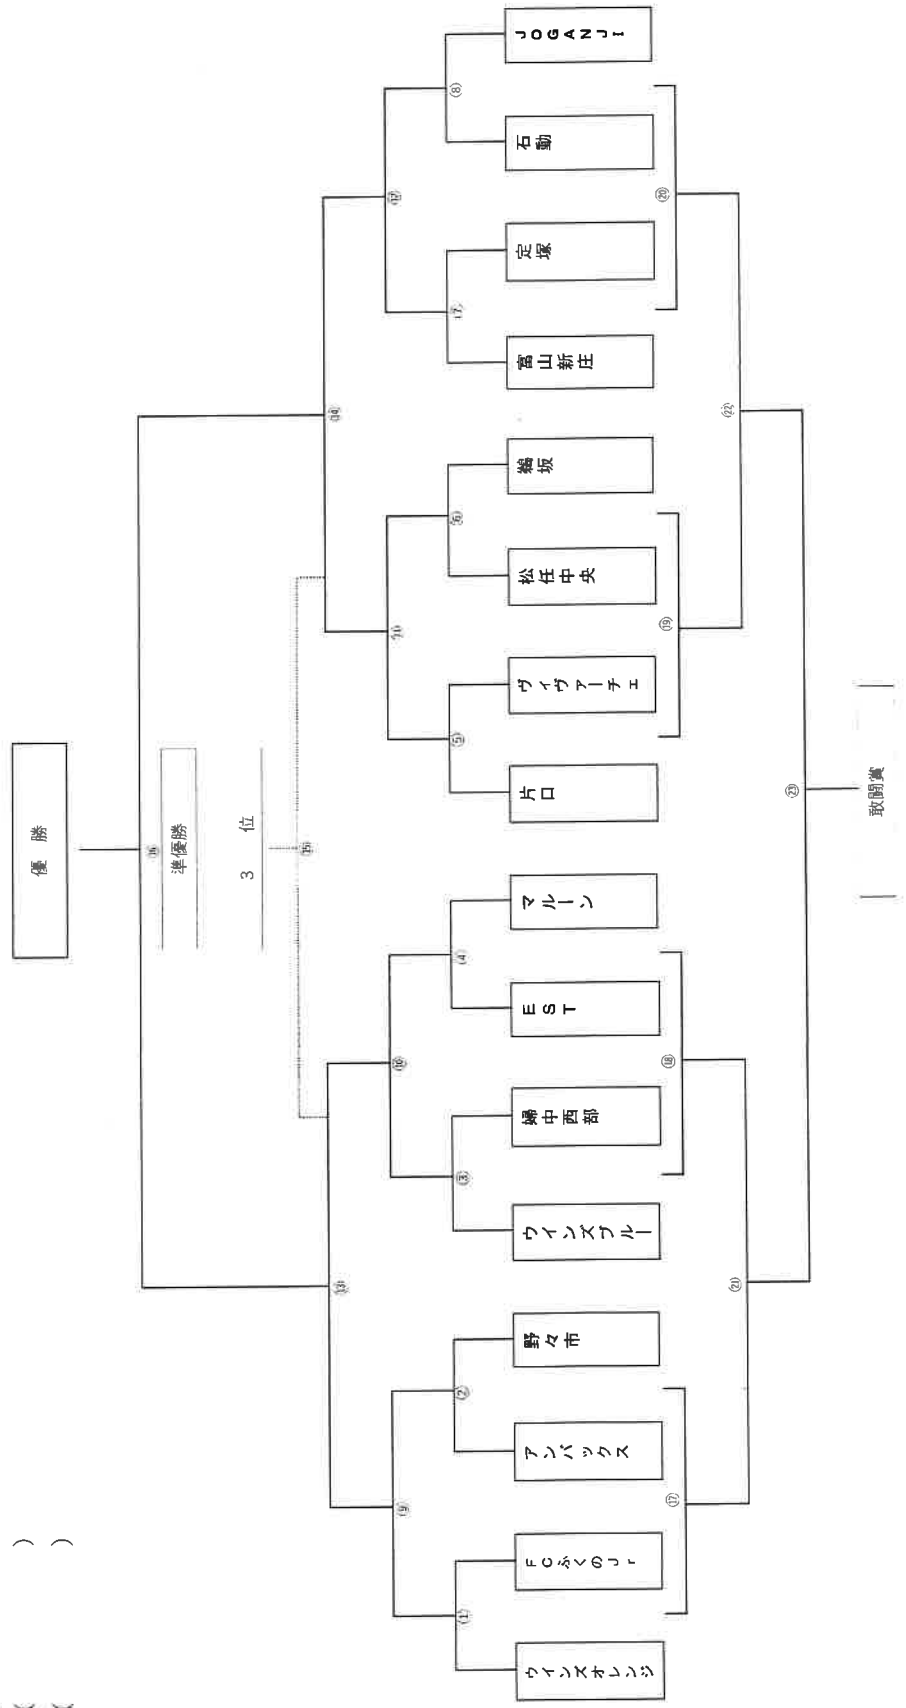 優 勝
⑯
準優勝
3 位
⑮
⑬
⑭
⑨
⑩
⑪
⑫
①
②
③
④
⑤
⑥
⑦
⑧
ウインズオレンジ
FCふくのJr
アンバックス
野々市
ウインズブルー
婦中西部
EST
マルーン
片口
ヴィヴァーチェ
松任中央
鵜坂
富山新庄
定塚
石動
JOGANJI
⑰
⑱
⑲
⑳
㉑
㉒
㉓
敢闘賞
( )
( )